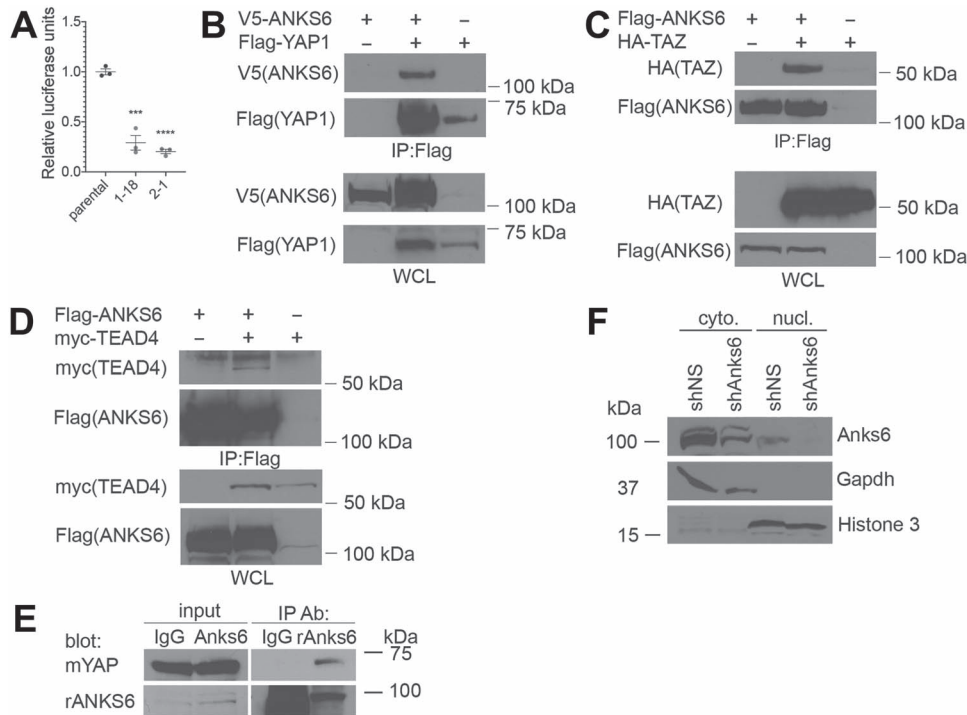 A
Relative luciferase units
1.5
1.0
0.5
0.0
***
****
parental
1-18
2-1
B
V5-ANKS6 + + –
Flag-YAP1 – + +
V5(ANKS6)
100 kDa
75 kDa
Flag(YAP1)
IP:Flag
V5(ANKS6)
100 kDa
75 kDa
Flag(YAP1)
WCL
C
Flag-ANKS6 + + –
HA-TAZ – + +
HA(TAZ)
50 kDa
Flag(ANKS6)
100 kDa
IP:Flag
HA(TAZ)
50 kDa
Flag(ANKS6)
100 kDa
WCL
D
Flag-ANKS6 + + –
myc-TEAD4 – + +
myc(TEAD4)
50 kDa
Flag(ANKS6)
100 kDa
IP:Flag
myc(TEAD4)
50 kDa
Flag(ANKS6)
100 kDa
WCL
F
cyto. nucl.
shNS shAnks6 shNS shAnks6
kDa
100 Anks6
37 Gapdh
15 Histone 3
E
input IP Ab:
blot: IgG Anks6 IgG rAnks6 kDa
mYAP 75
rANKS6 100